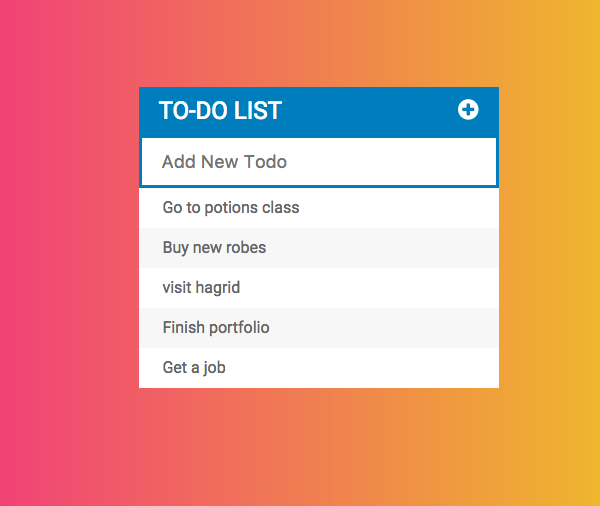 TO-DO LIST
Add New Todo
Go to potions class
Buy new robes
visit hagrid
Finish portfolio
Get a job